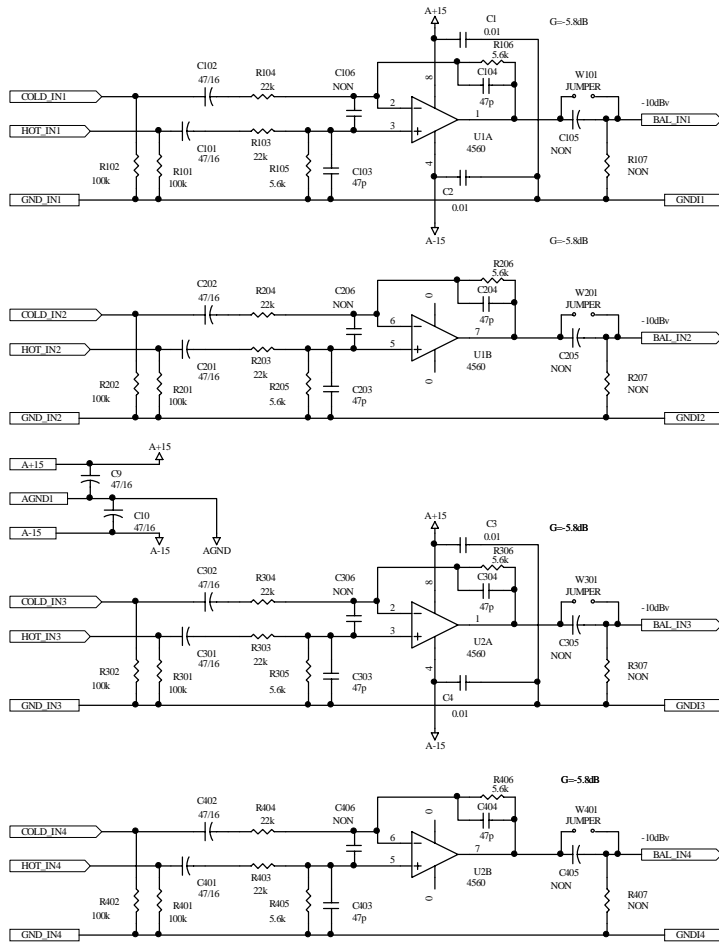 A+15
C1
0.01
G=-5.8dB
R106
5.6k
C102
47/16
R104
22k
C106
NON
8
C104
47p
W101
JUMPER
COLD_IN1
2
1
-10dBv
BAL_IN1
HOT_IN1
3
C101
47/16
R103
22k
U1A
4560
C105
NON
R102
100k
R101
100k
R105
5.6k
C103
47p
4
R107
NON
GND_IN1
C2
0.01
GNDI1
A-15
G=-5.8dB
R206
5.6k
C202
47/16
R204
22k
C206
NON
0
C204
47p
W201
JUMPER
COLD_IN2
6
7
-10dBv
BAL_IN2
HOT_IN2
5
C201
47/16
R203
22k
U1B
4560
C205
NON
R202
100k
R201
100k
R205
5.6k
C203
47p
0
R207
NON
GND_IN2
GNDI2
A+15
A+15
C9
47/16
AGND1
C10
47/16
A-15
A-15
AGND
A+15
C3
0.01
G=-5.8dB
R306
5.6k
C302
47/16
R304
22k
C306
NON
8
C304
47p
W301
JUMPER
COLD_IN3
2
1
-10dBv
BAL_IN3
HOT_IN3
3
C301
47/16
R303
22k
U2A
4560
C305
NON
R302
100k
R301
100k
R305
5.6k
C303
47p
4
R307
NON
GND_IN3
C4
0.01
GNDI3
A-15
G=-5.8dB
R406
5.6k
C402
47/16
R404
22k
C406
NON
0
C404
47p
W401
JUMPER
COLD_IN4
6
7
-10dBv
BAL_IN4
HOT_IN4
5
C401
47/16
R403
22k
U2B
4560
C405
NON
R402
100k
R401
100k
R405
5.6k
C403
47p
0
R407
NON
GND_IN4
GNDI4